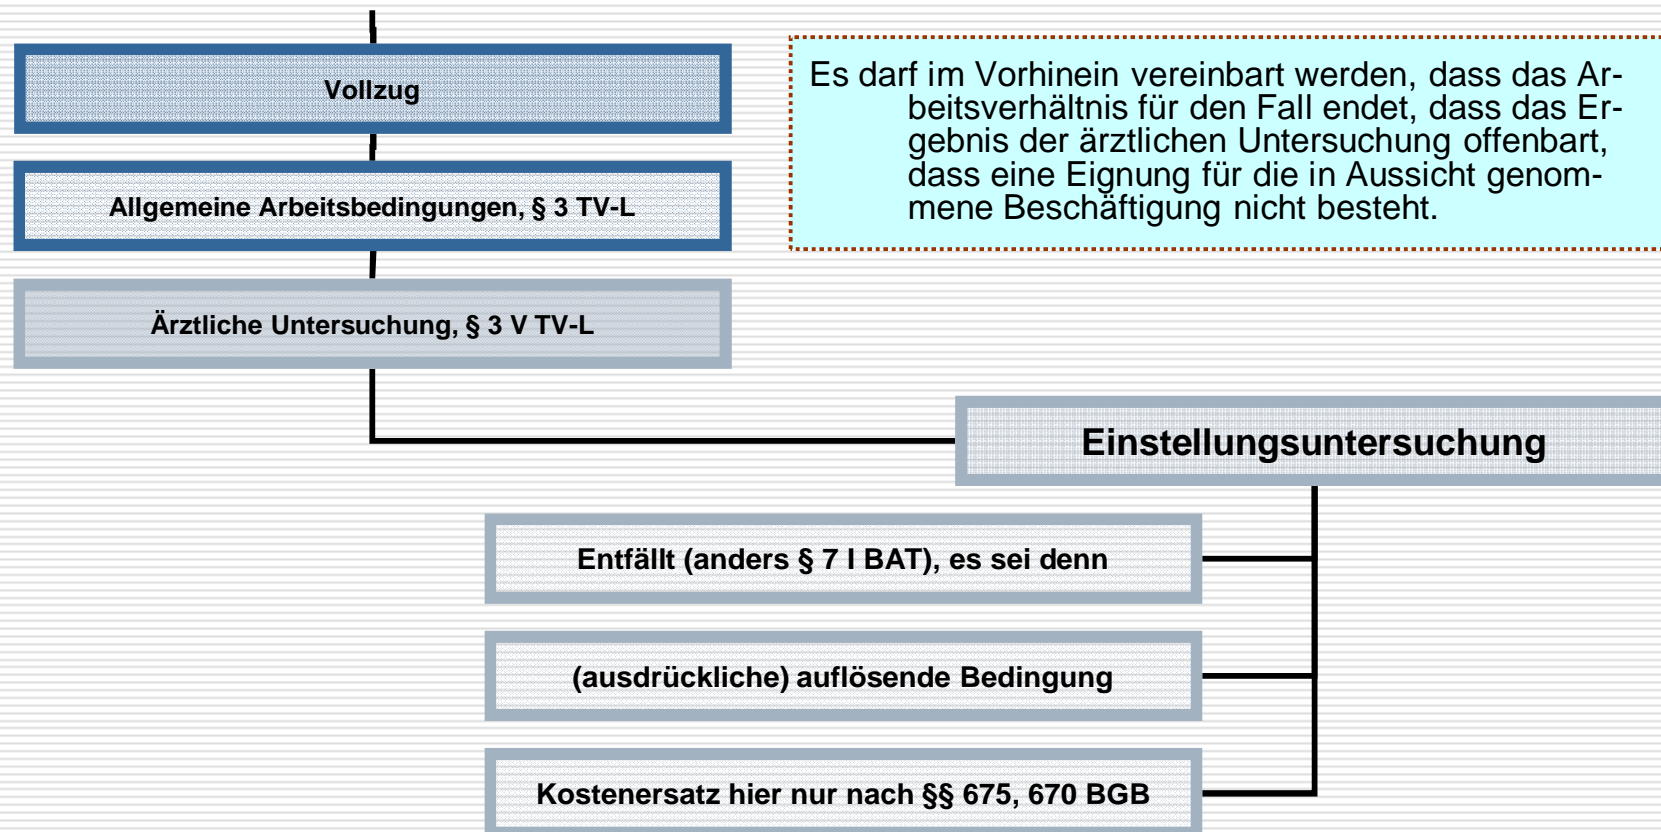 Vollzug
Allgemeine Arbeitsbedingungen, § 3 TV-L
Ärztliche Untersuchung, § 3 V TV-L
Es darf im Vorhinein vereinbart werden, dass das Ar-
beitsverhältnis für den Fall endet, dass das Er-
gebnis der ärztlichen Untersuchung offenbart,
dass eine Eignung für die in Aussicht genom-
mene Beschäftigung nicht besteht.
Einstellungsuntersuchung
Entfällt (anders § 7 I BAT), es sei denn
(ausdrückliche) auflösende Bedingung
Kostenersatz hier nur nach §§ 675, 670 BGB